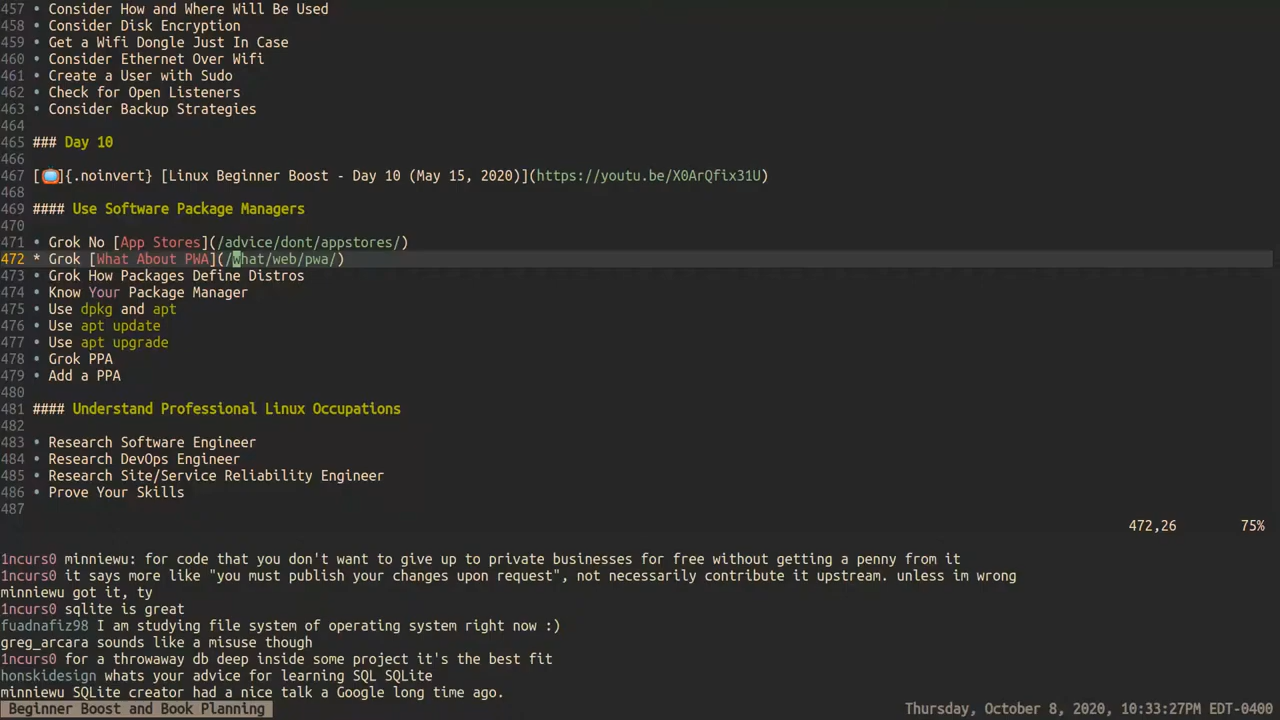 457 • Consider How and Where Will Be Used
458 • Consider Disk Encryption
459 • Get a Wifi Dongle Just In Case
460 • Consider Ethernet Over Wifi
461 • Create a User with Sudo
462 • Check for Open Listeners
463 • Consider Backup Strategies
464
465 ### Day 10
466
467 [📺]{.noinvert} [Linux Beginner Boost - Day 10 (May 15, 2020)](https://youtu.be/X0ArQfix31U)
468
469 #### Use Software Package Managers
470
471 • Grok No [App Stores](/advice/dont/appstores/)
472 * Grok [What About PWA](/what/web/pwa/)
473 • Grok How Packages Define Distros
474 • Know Your Package Manager
475 • Use dpkg and apt
476 • Use apt update
477 • Use apt upgrade
478 • Grok PPA
479 • Add a PPA
480
481 #### Understand Professional Linux Occupations
482
483 • Research Software Engineer
484 • Research DevOps Engineer
485 • Research Site/Service Reliability Engineer
486 • Prove Your Skills
487
472,26 75%
1ncurs0 minniewu: for code that you don't want to give up to private businesses for free without getting a penny from it
1ncurs0 it says more like "you must publish your changes upon request", not necessarily contribute it upstream. unless im wrong
minniewu got it, ty
1ncurs0 sqlite is great
fuadnafiz98 I am studying file system of operating system right now :)
greg_arcara sounds like a misuse though
1ncurs0 for a throwaway db deep inside some project it's the best fit
honskidesign whats your advice for learning SQL SQLite
minniewu SQLite creator had a nice talk a Google long time ago.
Beginner Boost and Book Planning Thursday, October 8, 2020, 10:33:27PM EDT-0400